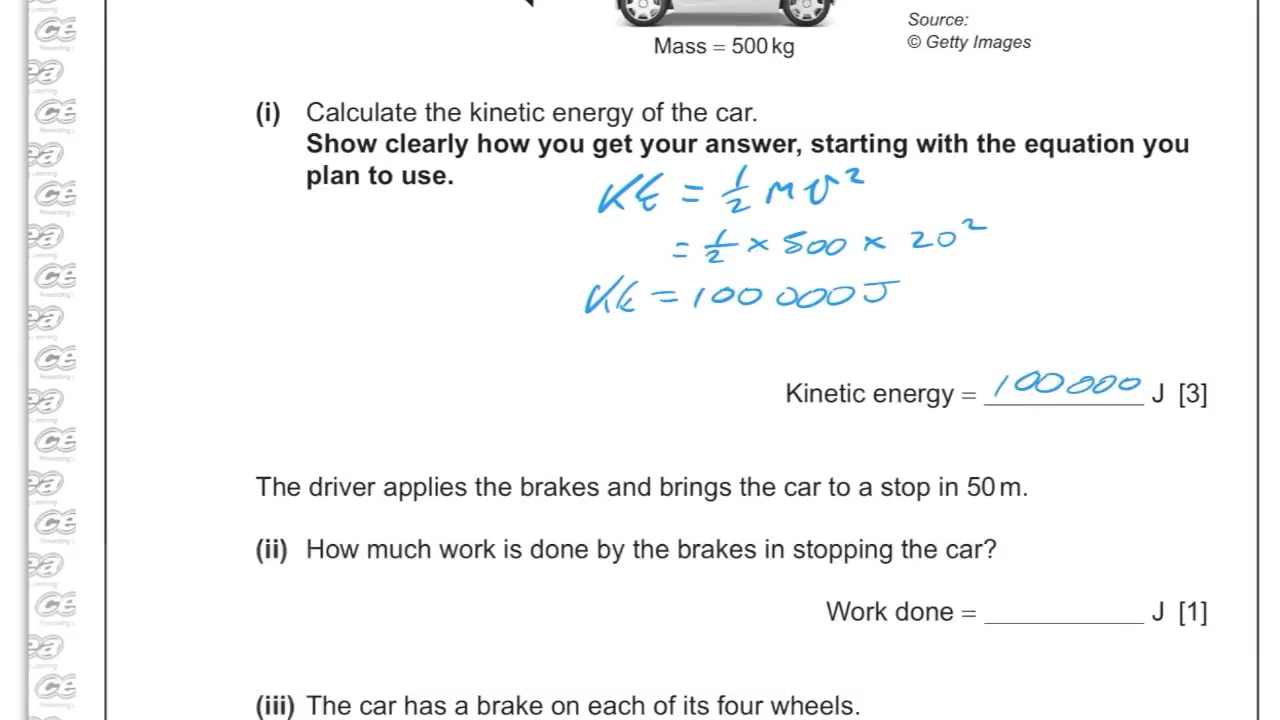 Source:
© Getty Images
Mass = 500 kg
(i) Calculate the kinetic energy of the car.
Show clearly how you get your answer, starting with the equation you
plan to use.
KE = 1/2 m v²
= 1/2 × 500 × 20²
KE = 100 000 J
Kinetic energy = 100000 J [3]
The driver applies the brakes and brings the car to a stop in 50 m.
(ii) How much work is done by the brakes in stopping the car?
Work done = ________ J [1]
(iii) The car has a brake on each of its four wheels.